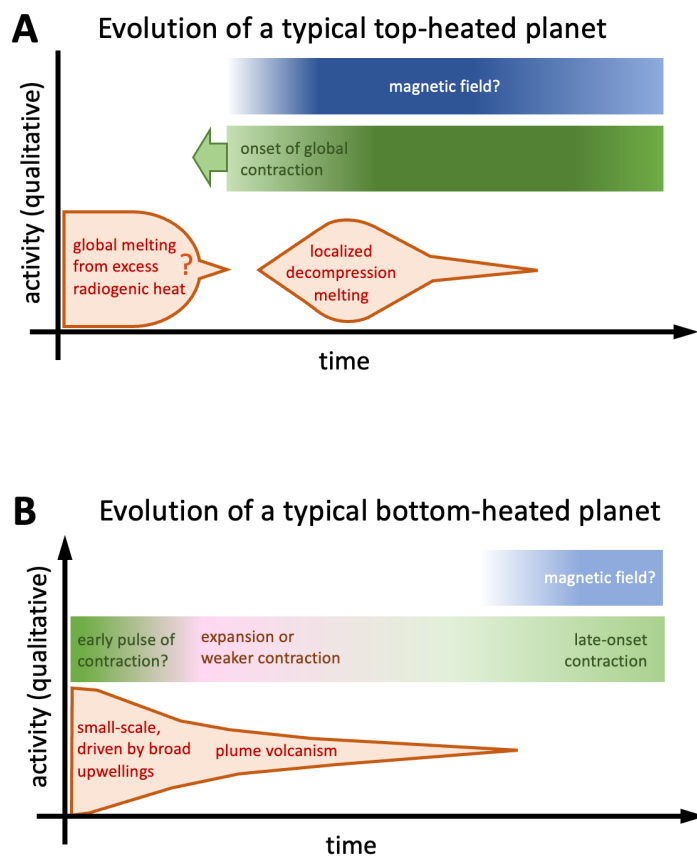 A
Evolution of a typical top-heated planet
magnetic field?
onset of global
contraction
global melting
from excess
radiogenic heat
?
localized
decompression
melting
activity (qualitative)
time
B
Evolution of a typical bottom-heated planet
magnetic field?
early pulse of
contraction?
expansion or
weaker contraction
late-onset
contraction
small-scale,
driven by broad
upwellings
plume volcanism
activity (qualitative)
time